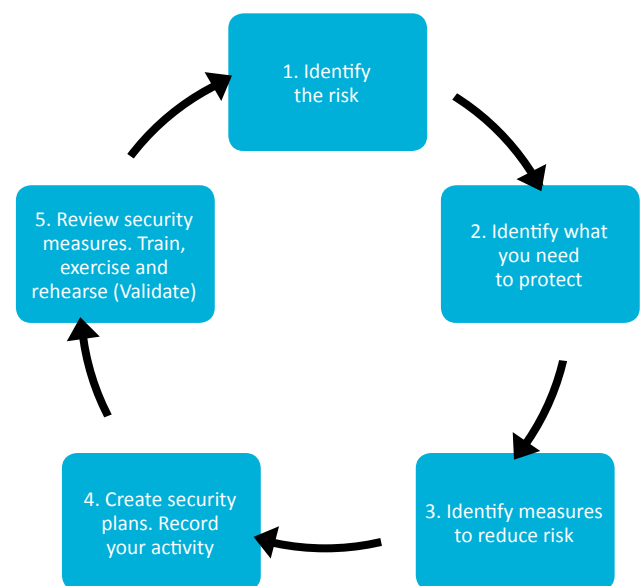 1. Identify
the risk
2. Identify what
you need
to protect
3. Identify measures
to reduce risk
4. Create security
plans. Record
your activity
5. Review security
measures. Train,
exercise and
rehearse (Validate)